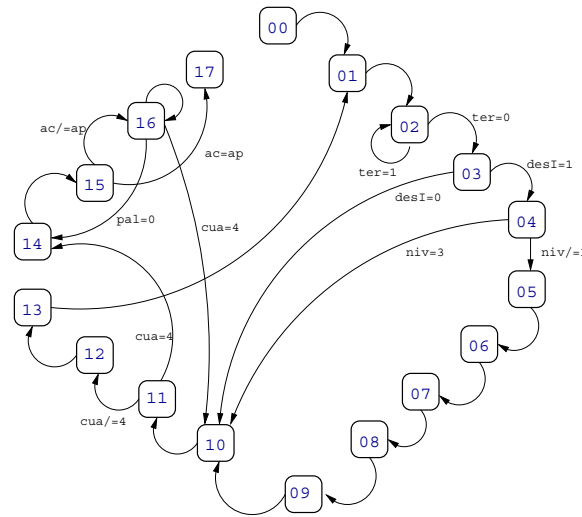 00
17
01
16
02
ter=0
ac/=ap
ac=ap
ter=1
03
desI=1
15
desI=0
pal=0
04
cua=4
14
niv=3
niv/=
05
13
cua=4
06
12
07
11
cua/=4
10
08
09